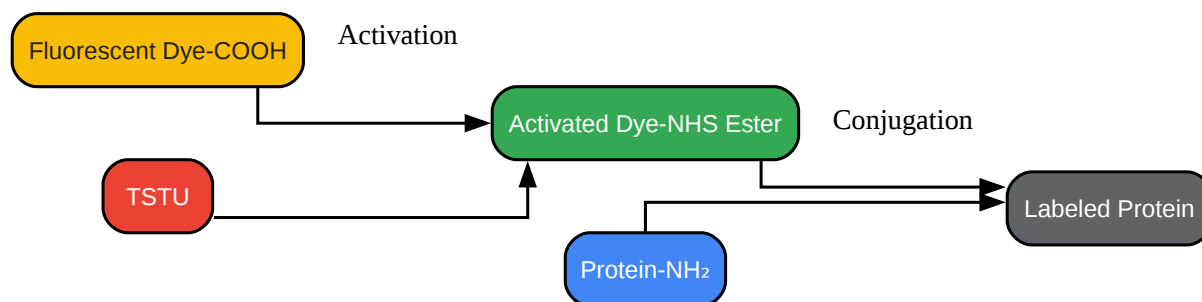 Fluorescent Dye-COOH
Activation
Activated Dye-NHS Ester
Conjugation
TSTU
Labeled Protein
Protein-NH₂